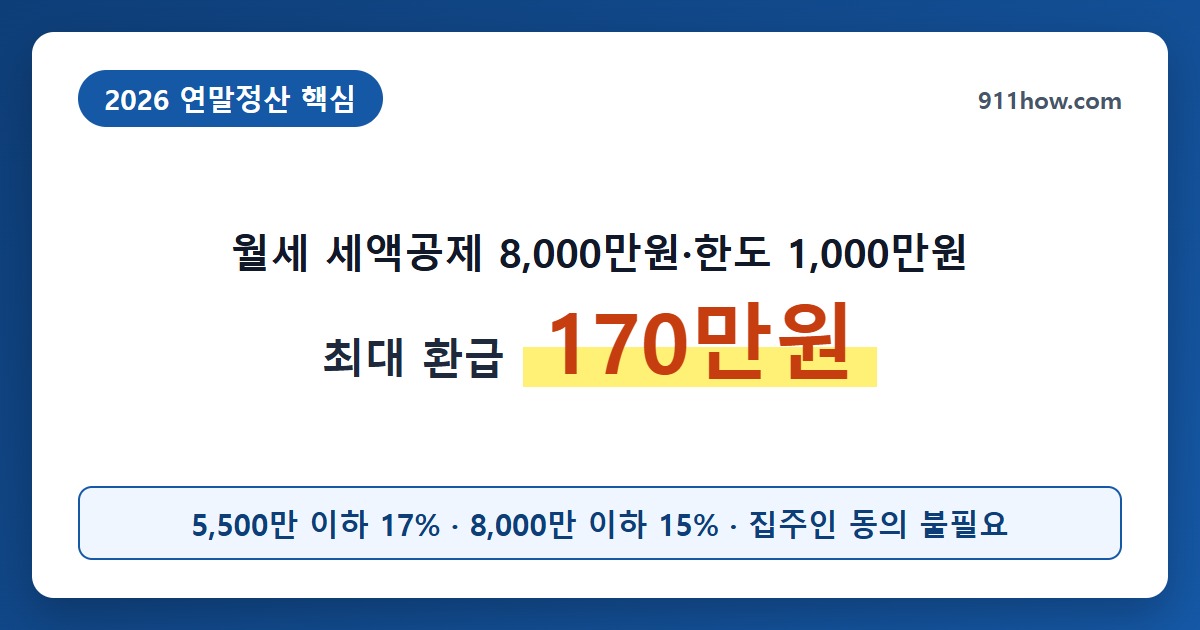 2026 연말정산 핵심
911how.com
월세 세액공제 8,000만원·한도 1,000만원
최대 환급 170만원
5,500만 이하 17% · 8,000만 이하 15% · 집주인 동의 불필요